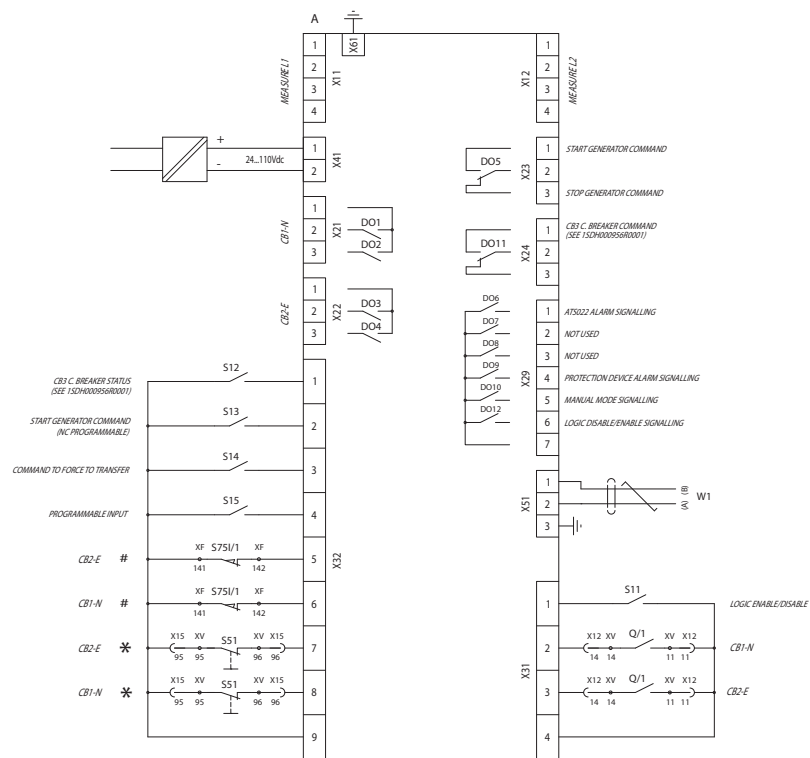 A
X61
MEASURE L1
1
2
3
4
X11
1
2
3
4
X12
MEASURE L2
+
-
24...110Vdc
1
2
X41
CB1-N
1
2
3
X21
DO1
DO2
CB2-E
1
2
3
X22
DO3
DO4
DO5
X23
1
2
3
START GENERATOR COMMAND
STOP GENERATOR COMMAND
DO11
X24
1
2
3
CB3 C. BREAKER COMMAND
(SEE 1SDH000956R0001)
DO6
DO7
DO8
DO9
DO10
DO12
X29
1
2
3
4
5
6
7
ATS022 ALARM SIGNALLING
NOT USED
NOT USED
PROTECTION DEVICE ALARM SIGNALLING
MANUAL MODE SIGNALLING
LOGIC DISABLE/ENABLE SIGNALLING
X51
1
2
3
(B)
(A)
W1
CB3 C. BREAKER STATUS
(SEE 1SDH000956R0001)
S12
1
START GENERATOR COMMAND
(NC PROGRAMMABLE)
S13
2
COMMAND TO FORCE TO TRANSFER
S14
3
PROGRAMMABLE INPUT
S15
4
X32
CB2-E #
XF S75I/1 XF
141 142
5
CB1-N #
XF S75I/1 XF
141 142
6
CB2-E *
X15 XV S51 XV X15
95 95 96 96
7
CB1-N *
X15 XV S51 XV X15
95 95 96 96
8
9
X31
1
S11
LOGIC ENABLE/DISABLE
2
X12 XV Q/1 XV X12
14 14 11 11
CB1-N
3
X12 XV Q/1 XV X12
14 14 11 11
CB2-E
4